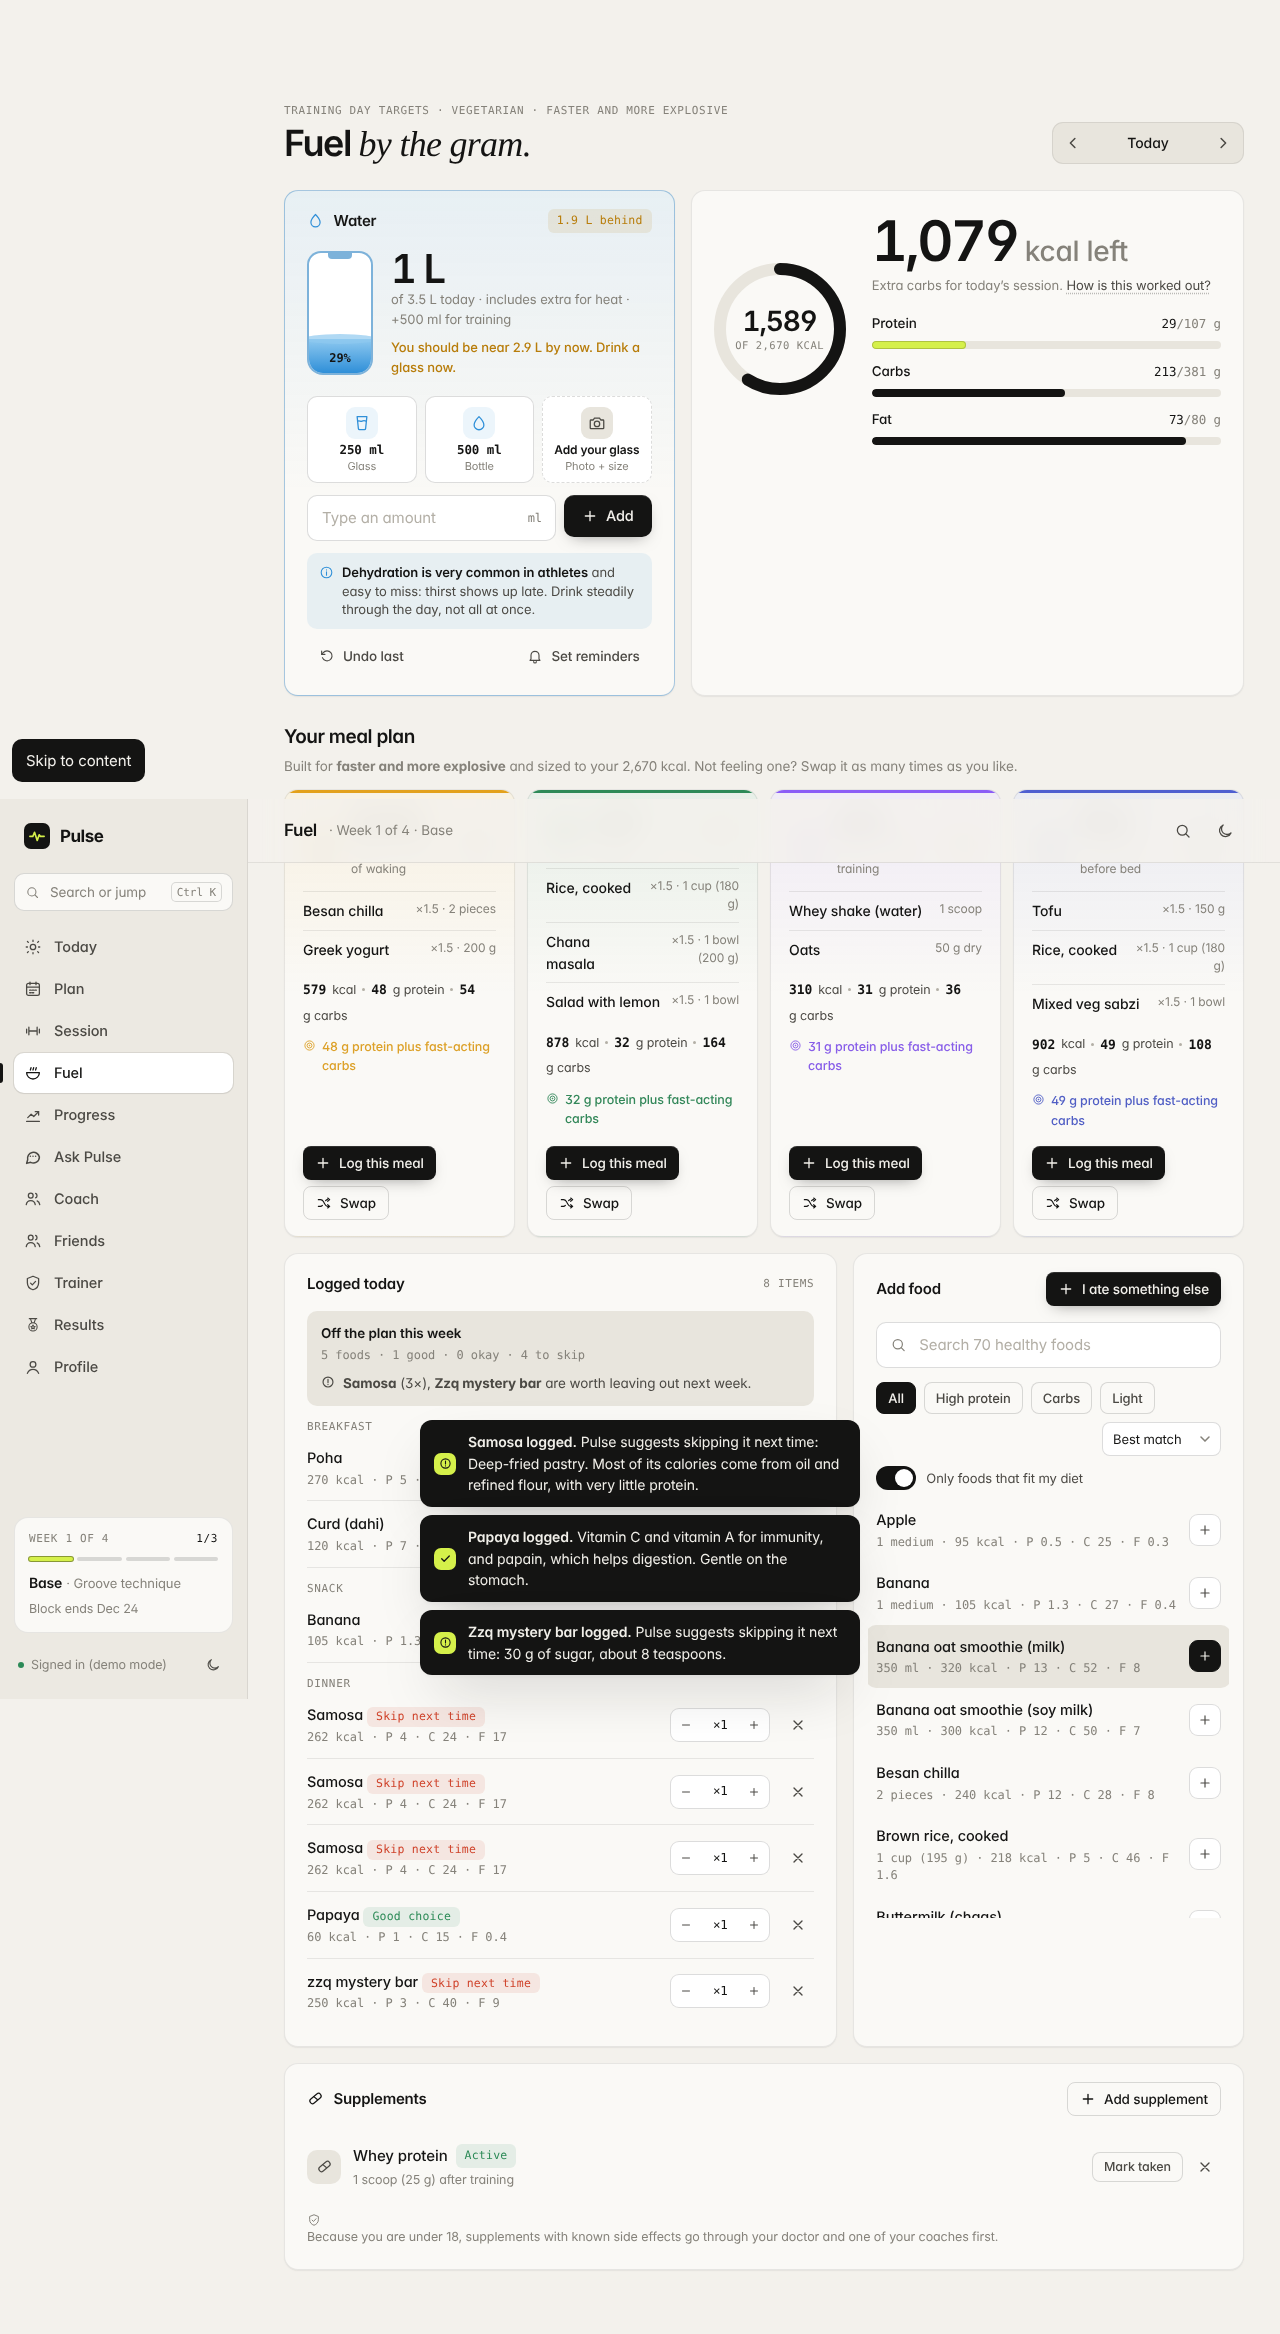 TRAINING DAY TARGETS · VEGETARIAN · FASTER AND MORE EXPLOSIVE
Fuel by the gram.
Today
Water
1.9 L behind
29%
1 L
of 3.5 L today · includes extra for heat ·
+500 ml for training
You should be near 2.9 L by now. Drink a
glass now.
250 ml
Glass
500 ml
Bottle
Add your glass
Photo + size
Type an amount
ml
Add
Dehydration is very common in athletes and
easy to miss: thirst shows up late. Drink steadily
through the day, not all at once.
Undo last
Set reminders
1,589
OF 2,670 KCAL
1,079 kcal left
Extra carbs for today's session. How is this worked out?
Protein
29/107 g
Carbs
213/381 g
Fat
73/80 g
Your meal plan
Built for faster and more explosive and sized to your 2,670 kcal. Not feeling one? Swap it as many times as you like.
Skip to content
Pulse
Search or jump
Ctrl K
Today
Plan
Session
Fuel
Progress
Ask Pulse
Coach
Friends
Trainer
Results
Profile
WEEK 1 OF 4
1/3
Base · Groove technique
Block ends Dec 24
Signed in (demo mode)
Fuel · Week 1 of 4 · Base
of waking
Besan chilla
×1.5 · 2 pieces
Greek yogurt
×1.5 · 200 g
579 kcal · 48 g protein · 54
g carbs
48 g protein plus fast-acting
carbs
Log this meal
Swap
Rice, cooked
×1.5 · 1 cup (180
g)
Chana
masala
×1.5 · 1 bowl
(200 g)
Salad with lemon
×1.5 · 1 bowl
878 kcal · 32 g protein · 164
g carbs
32 g protein plus fast-acting
carbs
Log this meal
Swap
training
Whey shake (water)
1 scoop
Oats
50 g dry
310 kcal · 31 g protein · 36
g carbs
31 g protein plus fast-acting
carbs
Log this meal
Swap
before bed
Tofu
×1.5 · 150 g
Rice, cooked
×1.5 · 1 cup (180
g)
Mixed veg sabzi
×1.5 · 1 bowl
902 kcal · 49 g protein · 108
g carbs
49 g protein plus fast-acting
carbs
Log this meal
Swap
Logged today
8 ITEMS
Off the plan this week
5 foods · 1 good · 0 okay · 4 to skip
Samosa (3×), Zzq mystery bar are worth leaving out next week.
BREAKFAST
Poha
270 kcal · P 5 ·
Curd (dahi)
120 kcal · P 7 ·
SNACK
Banana
105 kcal · P 1.3
Samosa logged. Pulse suggests skipping it next time:
Deep-fried pastry. Most of its calories come from oil and
refined flour, with very little protein.
Papaya logged. Vitamin C and vitamin A for immunity,
and papain, which helps digestion. Gentle on the
stomach.
Zzq mystery bar logged. Pulse suggests skipping it next
time: 30 g of sugar, about 8 teaspoons.
DINNER
Samosa Skip next time
262 kcal · P 4 · C 24 · F 17
×1
Samosa Skip next time
262 kcal · P 4 · C 24 · F 17
×1
Samosa Skip next time
262 kcal · P 4 · C 24 · F 17
×1
Papaya Good choice
60 kcal · P 1 · C 15 · F 0.4
×1
zzq mystery bar Skip next time
250 kcal · P 3 · C 40 · F 9
×1
Add food
I ate something else
Search 70 healthy foods
All
High protein
Carbs
Light
Best match
Only foods that fit my diet
Apple
1 medium · 95 kcal · P 0.5 · C 25 · F 0.3
Banana
1 medium · 105 kcal · P 1.3 · C 27 · F 0.4
Banana oat smoothie (milk)
350 ml · 320 kcal · P 13 · C 52 · F 8
Banana oat smoothie (soy milk)
350 ml · 300 kcal · P 12 · C 50 · F 7
Besan chilla
2 pieces · 240 kcal · P 12 · C 28 · F 8
Brown rice, cooked
1 cup (195 g) · 218 kcal · P 5 · C 46 · F
1.6
Buttermilk (chaas)
Supplements
Add supplement
Whey protein Active
1 scoop (25 g) after training
Mark taken
Because you are under 18, supplements with known side effects go through your doctor and one of your coaches first.